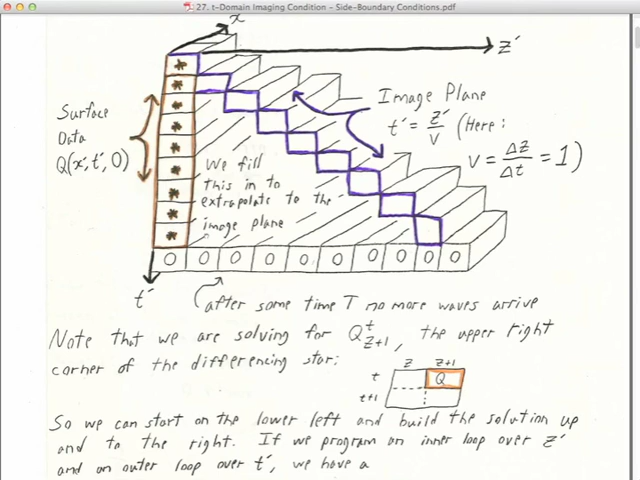 27. t-Domain Imaging Condition - Side-Boundary Conditions.pdf
x
z′
Surface
Data
Q(x′, t′, 0)
Image Plane
t′ = z′/v (Here:
v = Δz/Δt = 1)
* * * * * * * * *
We fill
this in to
extrapolate to the
image plane
0 0 0 0 0 0 0 0 0 0
t′
after some time T no more waves arrive
Note that we are solving for Q^t_{z+1}, the upper right
corner of the differencing star:
z z+1
t Q
t+1
So we can start on the lower left and build the solution up
and to the right. If we program an inner loop over z′
and an outer loop over t′, we have a